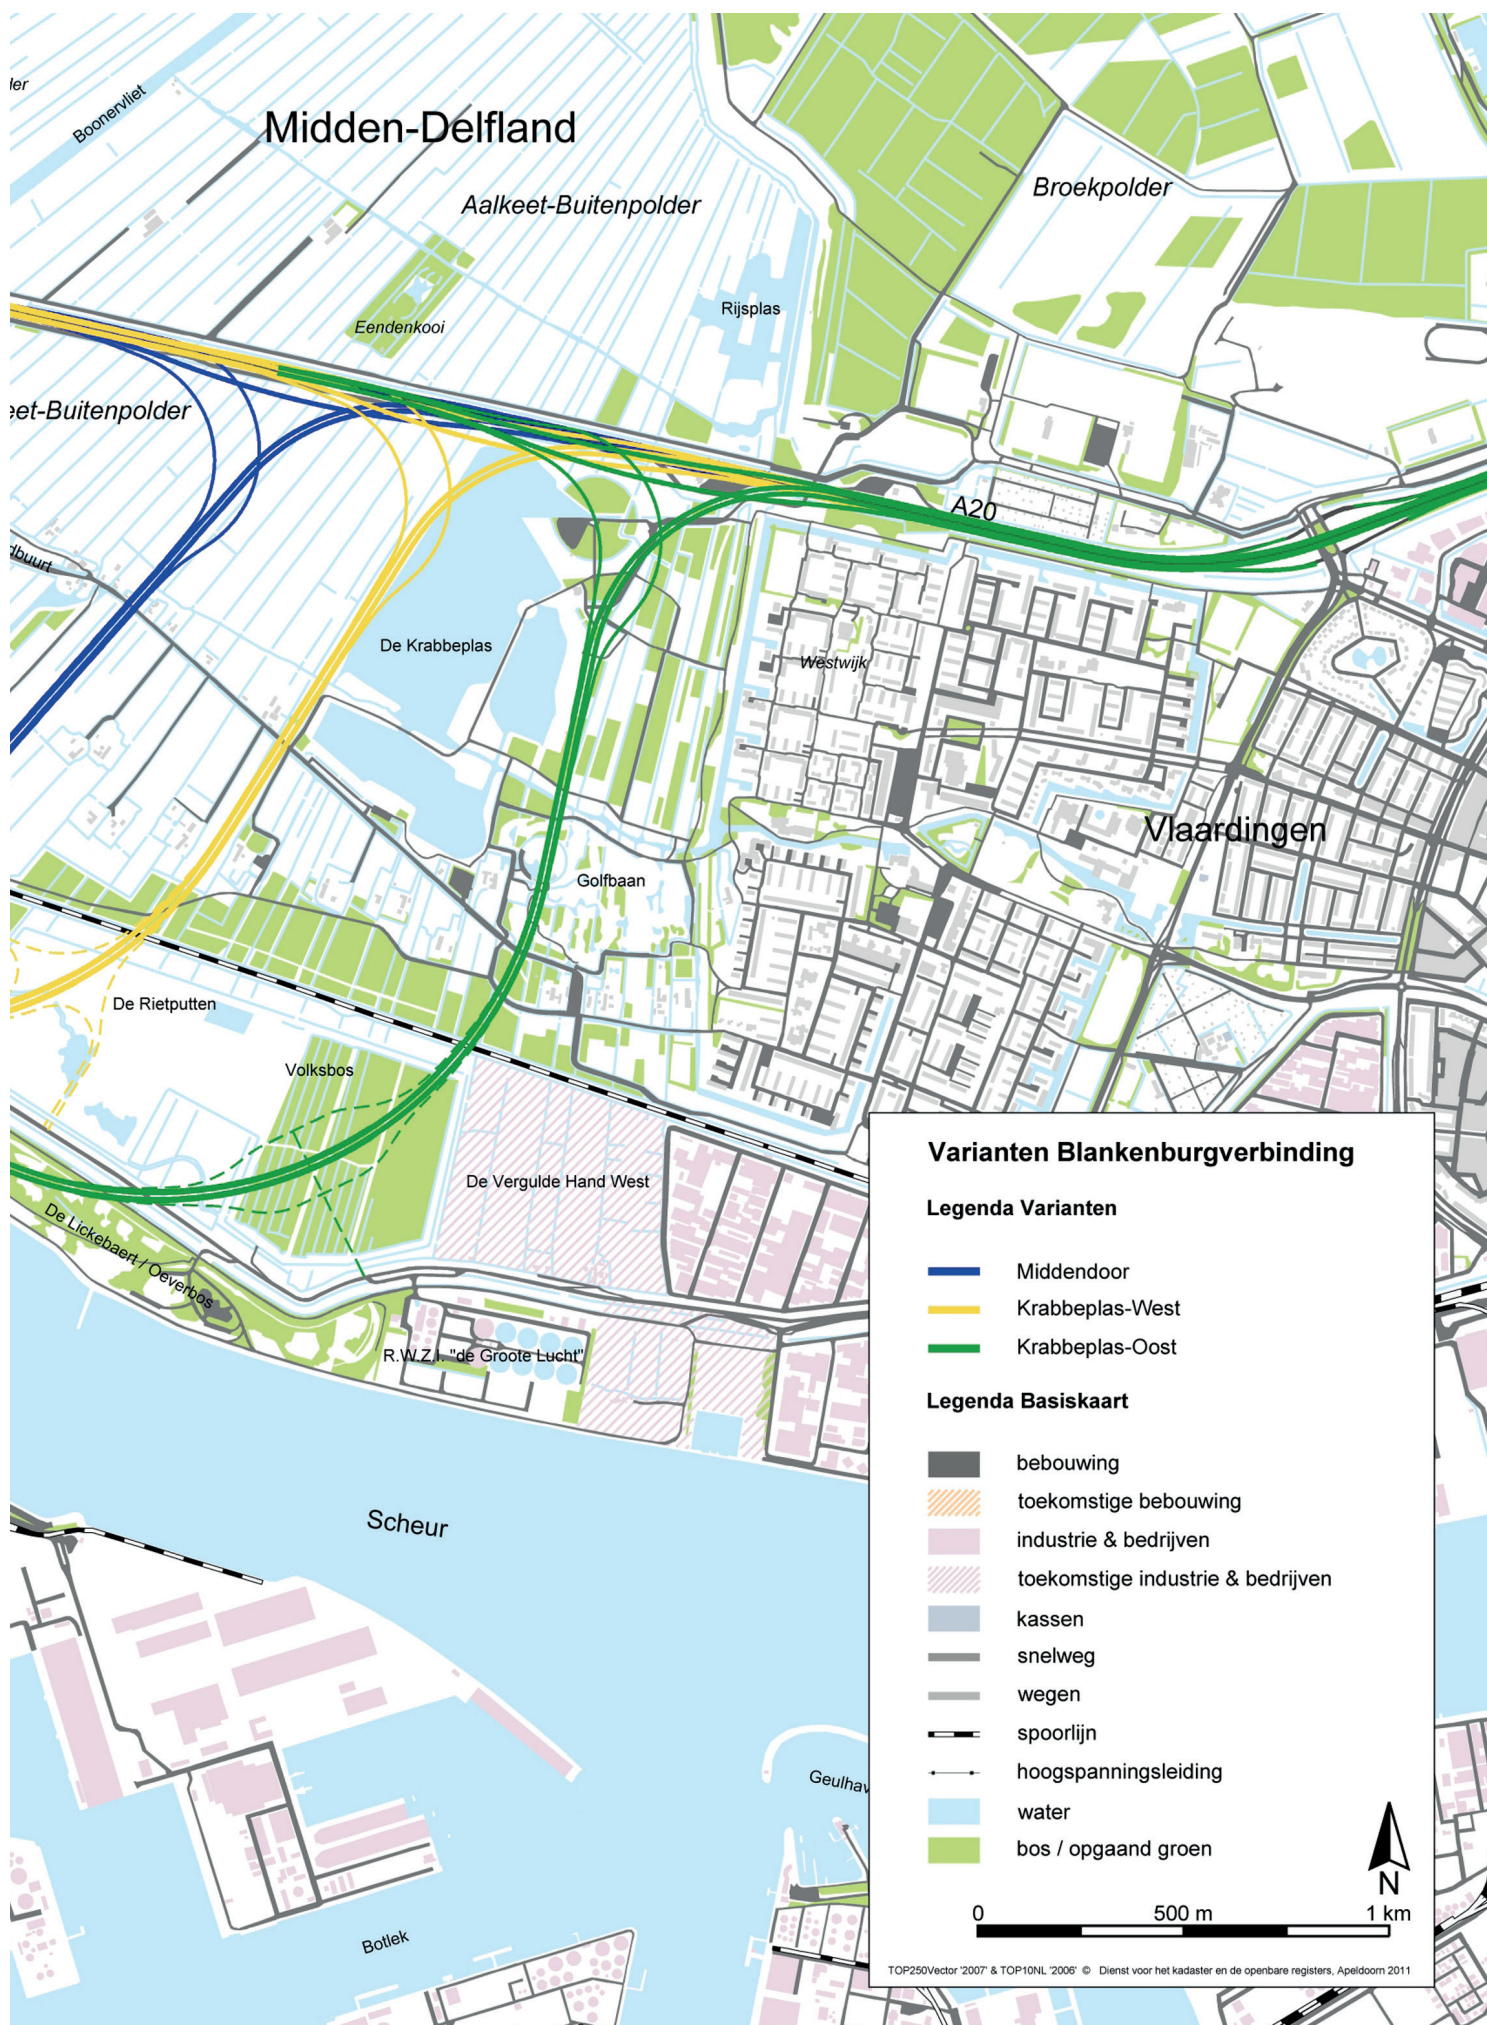 Boonervliet
Midden-Delfland
Aalkeet-Buitenpolder
Broekpolder
Rijsplas
Eendenkooi
eet-Buitenpolder
A20
dbuurt
De Krabbeplas
Westwijk
Vlaardingen
Golfbaan
De Rietputten
Volksbos
De Vergulde Hand West
De Lickebaert / Oeverbos
R.W.Z.I. "de Groote Lucht"
Scheur
Geulhav
Botlek
Varianten Blankenburgverbinding
Legenda Varianten
Middendoor
Krabbeplas-West
Krabbeplas-Oost
Legenda Basiskaart
bebouwing
toekomstige bebouwing
industrie & bedrijven
toekomstige industrie & bedrijven
kassen
snelweg
wegen
spoorlijn
hoogspanningsleiding
water
bos / opgaand groen
N
0 500 m 1 km
TOP250Vector '2007' & TOP10NL '2006' © Dienst voor het kadaster en de openbare registers, Apeldoorn 2011